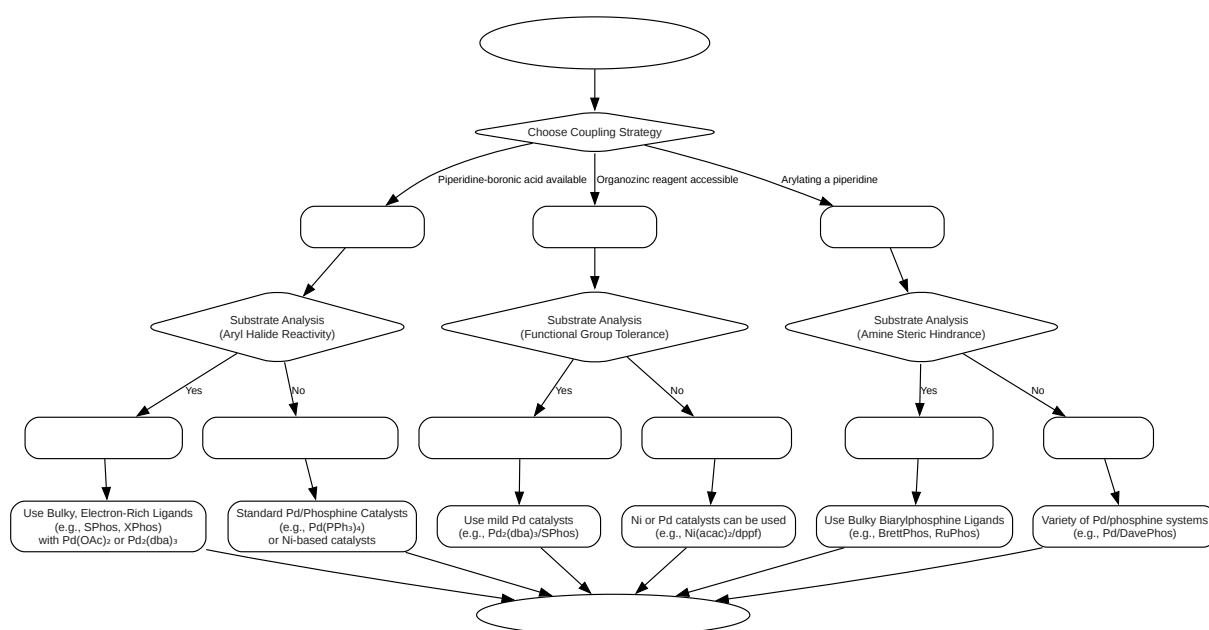 Choose Coupling Strategy
Piperidine-boronic acid available
Organozinc reagent accessible
Arylating a piperidine
Substrate Analysis
(Aryl Halide Reactivity)
Substrate Analysis
(Functional Group Tolerance)
Substrate Analysis
(Amine Steric Hindrance)
Yes
No
Yes
No
Yes
No
Use Bulky, Electron-Rich Ligands
(e.g., SPhos, XPhos)
with Pd(OAc)₂ or Pd₂(dba)₃
Standard Pd/Phosphine Catalysts
(e.g., Pd(PPh₃)₄)
or Ni-based catalysts
Use mild Pd catalysts
(e.g., Pd₂(dba)₃/SPhos)
Ni or Pd catalysts can be used
(e.g., Ni(acac)₂/dppf)
Use Bulky Biarylphosphine Ligands
(e.g., BrettPhos, RuPhos)
Variety of Pd/phosphine systems
(e.g., Pd/DavePhos)